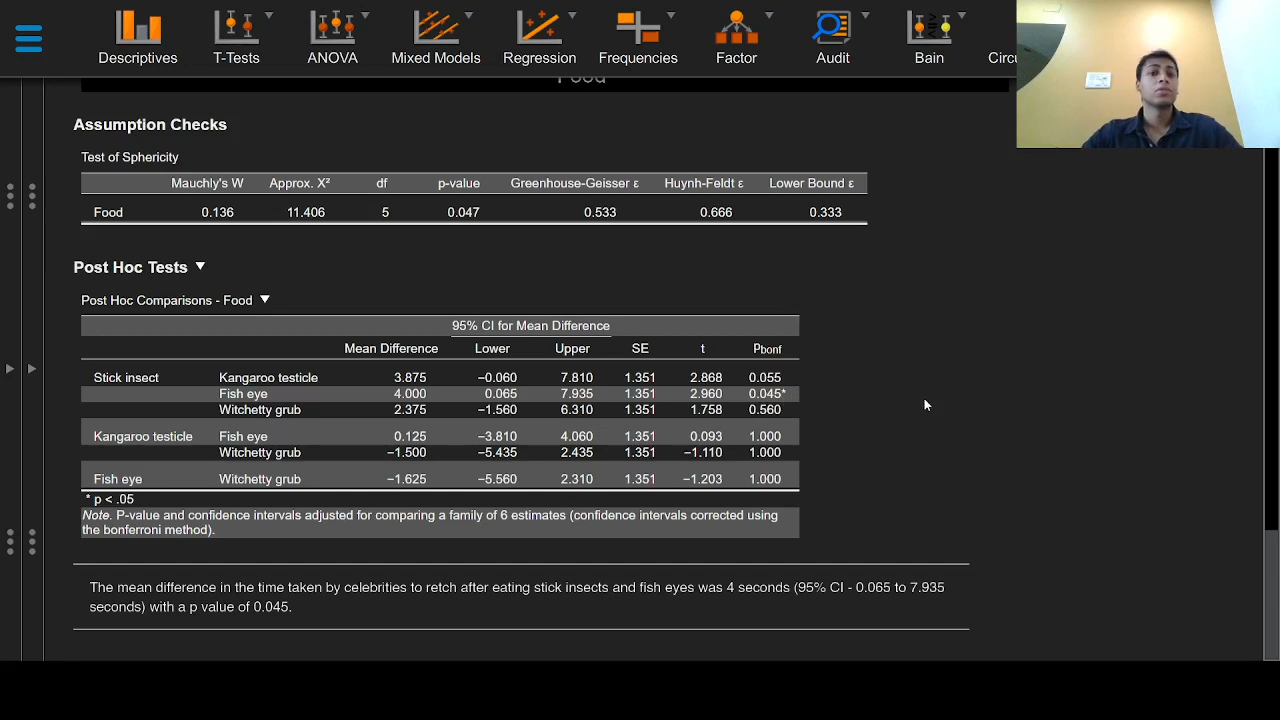 Descriptives T-Tests ANOVA Mixed Models Regression Frequencies Factor Audit Bain
Food
Assumption Checks
Test of Sphericity
Mauchly's W Approx. X² df p-value Greenhouse-Geisser ε Huynh-Feldt ε Lower Bound ε
Food 0.136 11.406 5 0.047 0.533 0.666 0.333
Post Hoc Tests
Post Hoc Comparisons - Food
95% CI for Mean Difference
Mean Difference Lower Upper SE t Pbonf
Stick insect Kangaroo testicle 3.875 −0.060 7.810 1.351 2.868 0.055
Fish eye 4.000 0.065 7.935 1.351 2.960 0.045*
Witchetty grub 2.375 −1.560 6.310 1.351 1.758 0.560
Kangaroo testicle Fish eye 0.125 −3.810 4.060 1.351 0.093 1.000
Witchetty grub −1.500 −5.435 2.435 1.351 −1.110 1.000
Fish eye Witchetty grub −1.625 −5.560 2.310 1.351 −1.203 1.000
* p < .05
Note. P-value and confidence intervals adjusted for comparing a family of 6 estimates (confidence intervals corrected using
the bonferroni method).
The mean difference in the time taken by celebrities to retch after eating stick insects and fish eyes was 4 seconds (95% CI - 0.065 to 7.935
seconds) with a p value of 0.045.